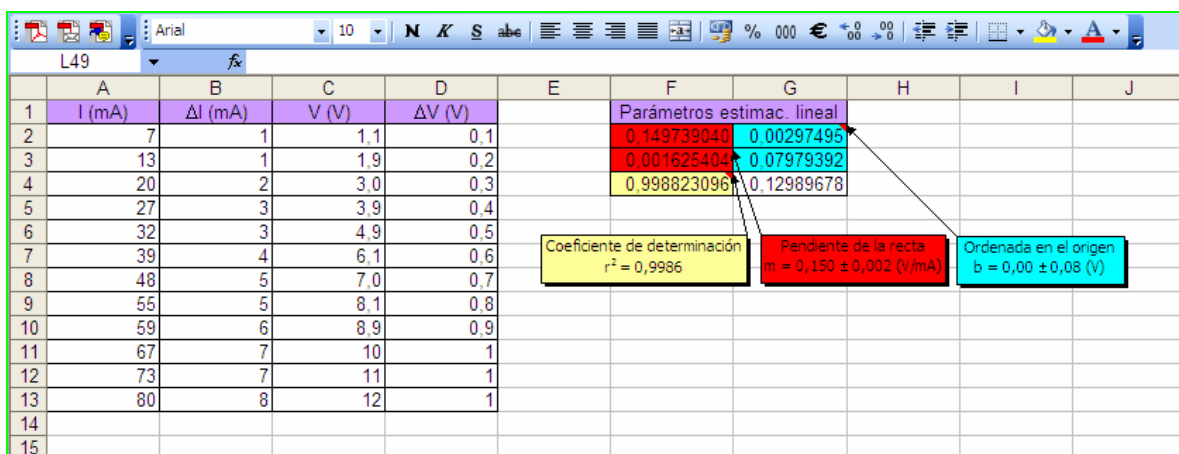 Arial 10 N K S abc % 000 €
L49 fx
A B C D E F G H I J
1 I (mA) ΔI (mA) V (V) ΔV (V) Parámetros estimac. lineal
2 7 1 1,1 0,1 0,149739040 0,00297495
3 13 1 1,9 0,2 0,001625404 0,07979392
4 20 2 3,0 0,3 0,998823096 0,12989678
5 27 3 3,9 0,4
6 32 3 4,9 0,5
7 39 4 6,1 0,6
8 48 5 7,0 0,7
9 55 5 8,1 0,8
10 59 6 8,9 0,9
11 67 7 10 1
12 73 7 11 1
13 80 8 12 1
14
15
Coeficiente de determinación
r² = 0,9986
Pendiente de la recta
m = 0,150 ± 0,002 (V/mA)
Ordenada en el origen
b = 0,00 ± 0,08 (V)